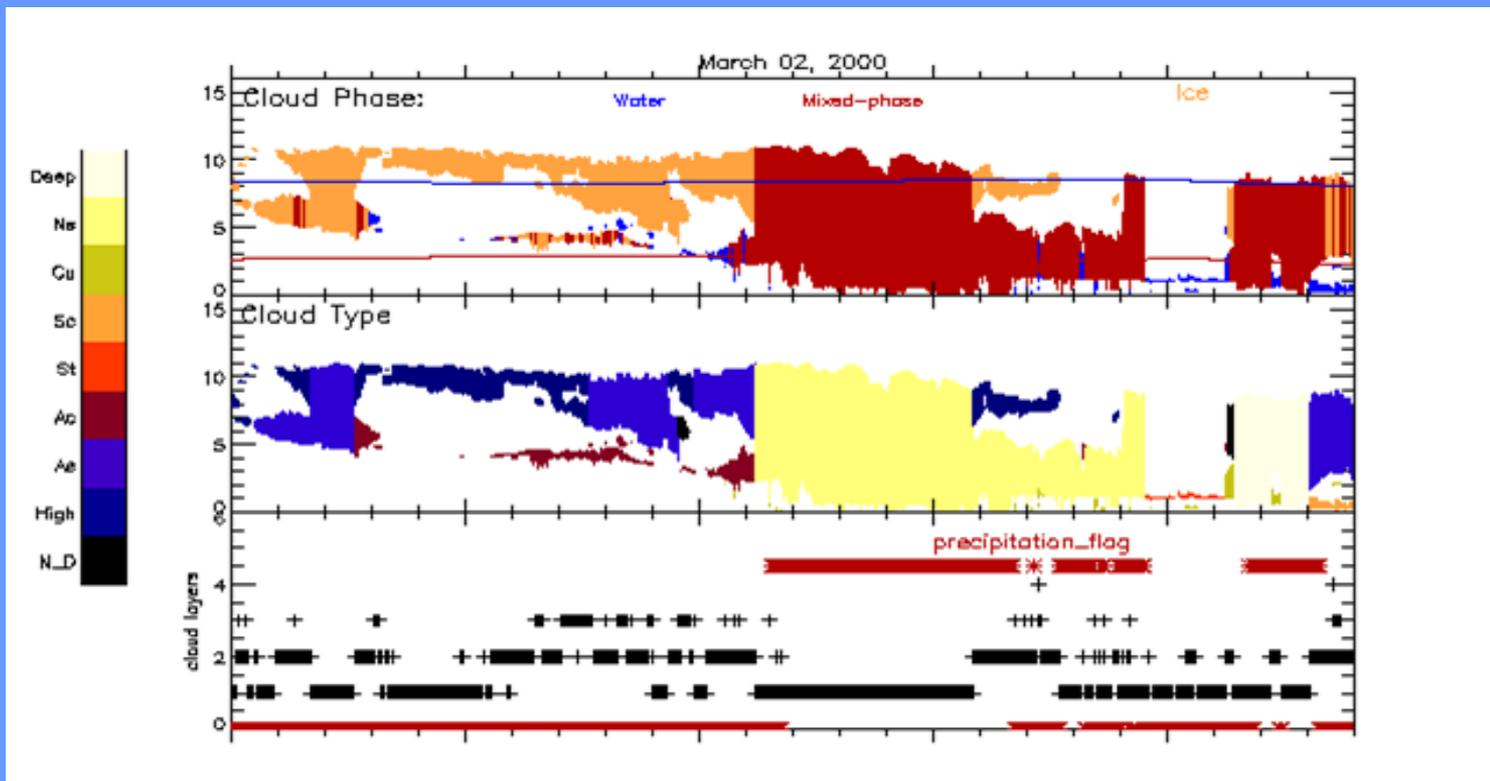 March 02, 2000
15
Cloud Phase:
Water
Mixed-phase
Ice
10
5
0
15
Cloud Type
10
5
0
Deep
Ns
Cu
Sc
St
Ac
As
High
N_D
6
precipitation_flag
4
cloud layers
2
0